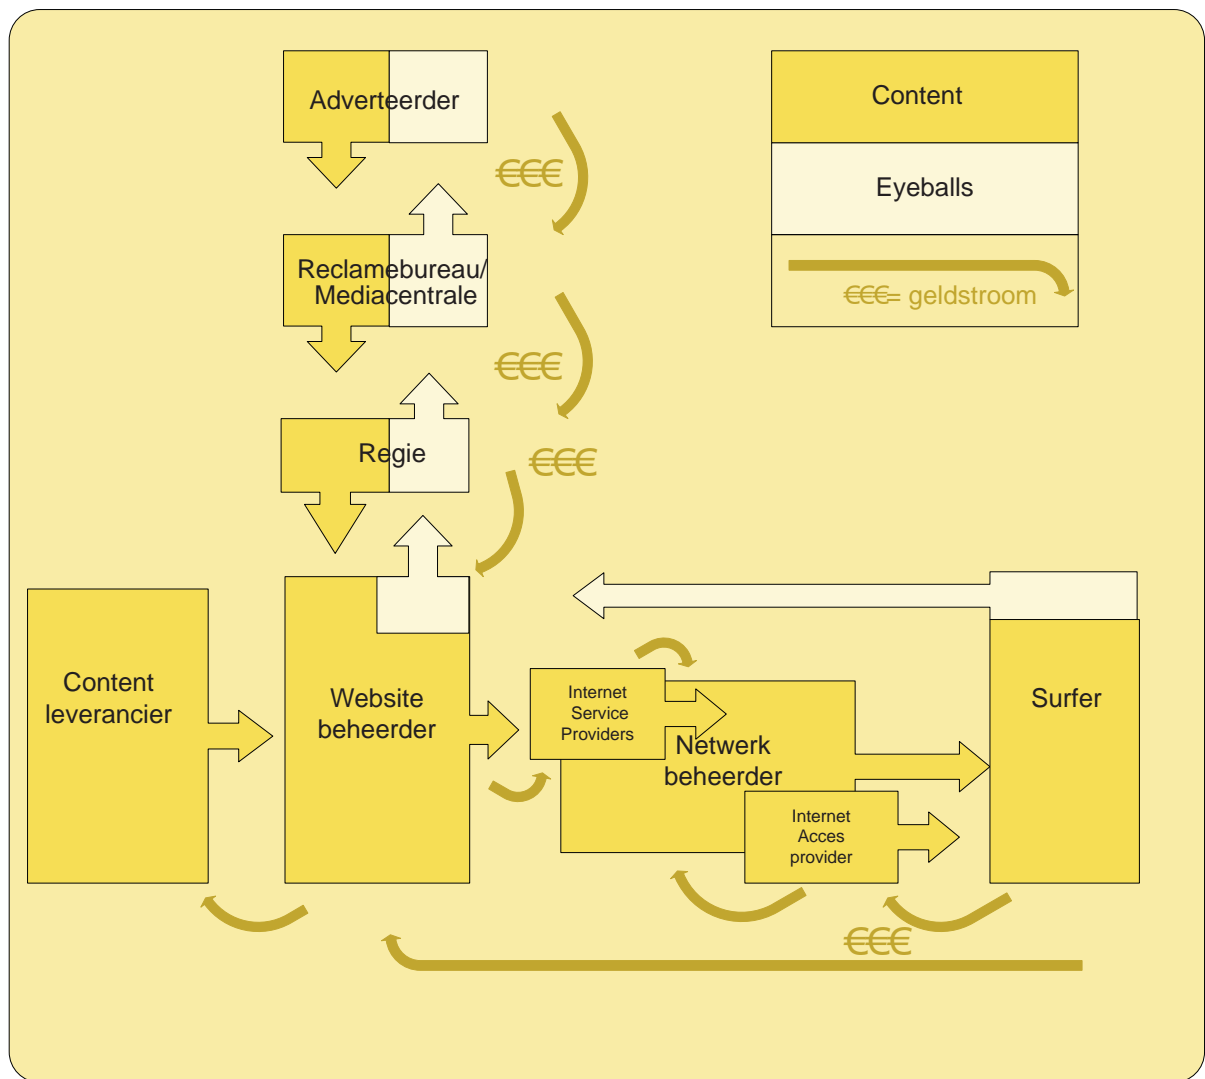 Adverteerder
€€€
Content
Eyeballs
€€€= geldstroom
Reclamebureau/
Mediacentrale
€€€
Regie
€€€
Content
leverancier
Website
beheerder
Internet
Service
Providers
Netwerk
beheerder
Internet
Acces
provider
Surfer
€€€